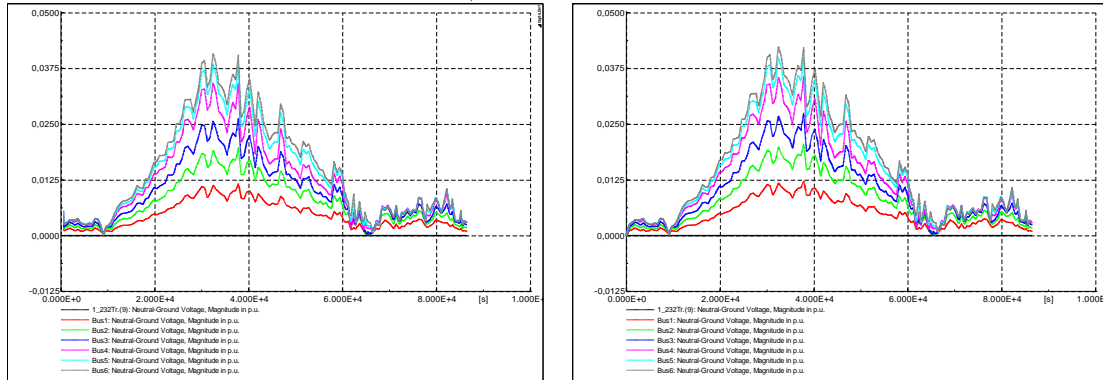 0,0500
0,0375
0,0250
0,0125
0,0000
-0,0125
0.000E+0 2.000E+4 4.000E+4 6.000E+4 8.000E+4 [s] 1.000E+
1_232Tr.(9): Neutral-Ground Voltage, Magnitude in p.u.
Bus1: Neutral-Ground Voltage, Magnitude in p.u.
Bus2: Neutral-Ground Voltage, Magnitude in p.u.
Bus3: Neutral-Ground Voltage, Magnitude in p.u.
Bus4: Neutral-Ground Voltage, Magnitude in p.u.
Bus5: Neutral-Ground Voltage, Magnitude in p.u.
Bus6: Neutral-Ground Voltage, Magnitude in p.u.
0,0500
0,0375
0,0250
0,0125
0,0000
-0,0125
0.000E+0 2.000E+4 4.000E+4 6.000E+4 8.000E+4 [s] 1.000E+
1_232Tr.(9): Neutral-Ground Voltage, Magnitude in p.u.
Bus1: Neutral-Ground Voltage, Magnitude in p.u.
Bus2: Neutral-Ground Voltage, Magnitude in p.u.
Bus3: Neutral-Ground Voltage, Magnitude in p.u.
Bus4: Neutral-Ground Voltage, Magnitude in p.u.
Bus5: Neutral-Ground Voltage, Magnitude in p.u.
Bus6: Neutral-Ground Voltage, Magnitude in p.u.